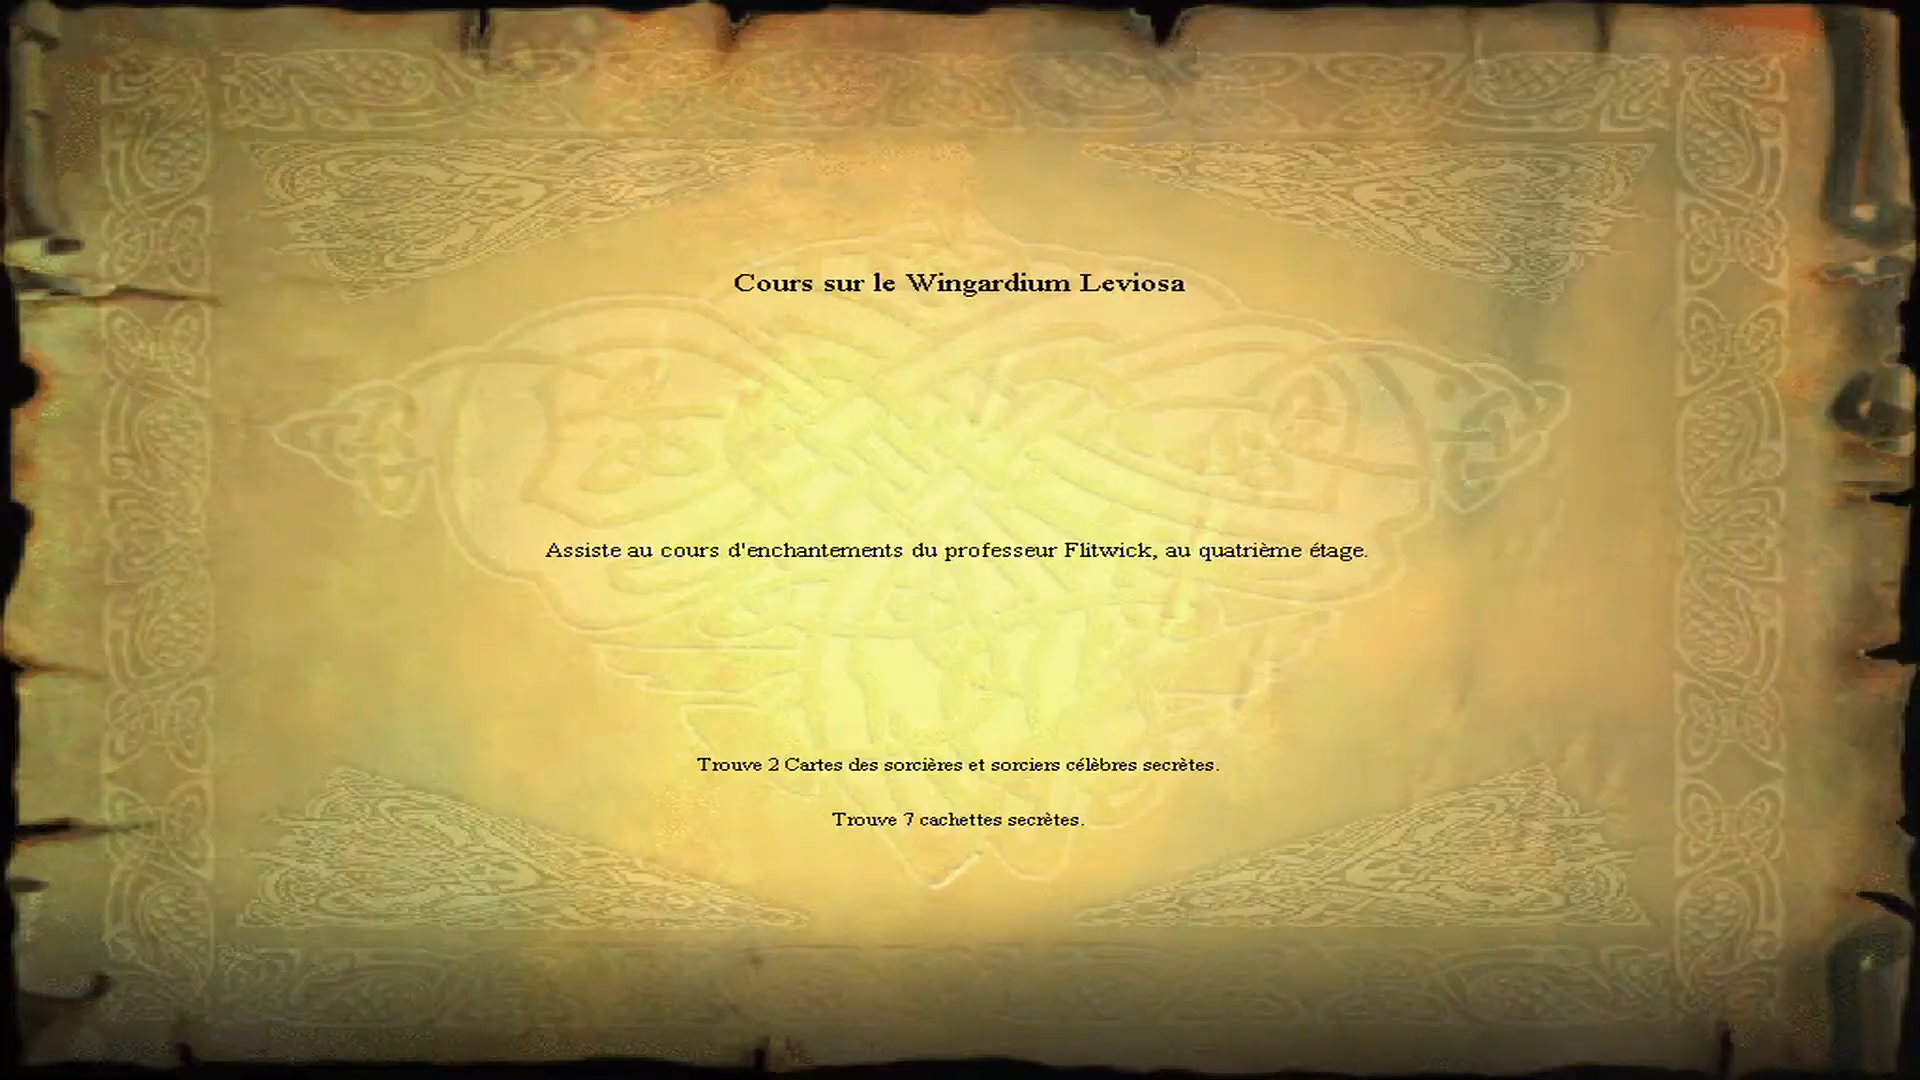 Cours sur le Wingardium Leviosa
Assiste au cours d'enchantements du professeur Flitwick, au quatrième étage.
Trouve 2 Cartes des sorcières et sorciers célèbres secrètes.
Trouve 7 cachettes secrètes.